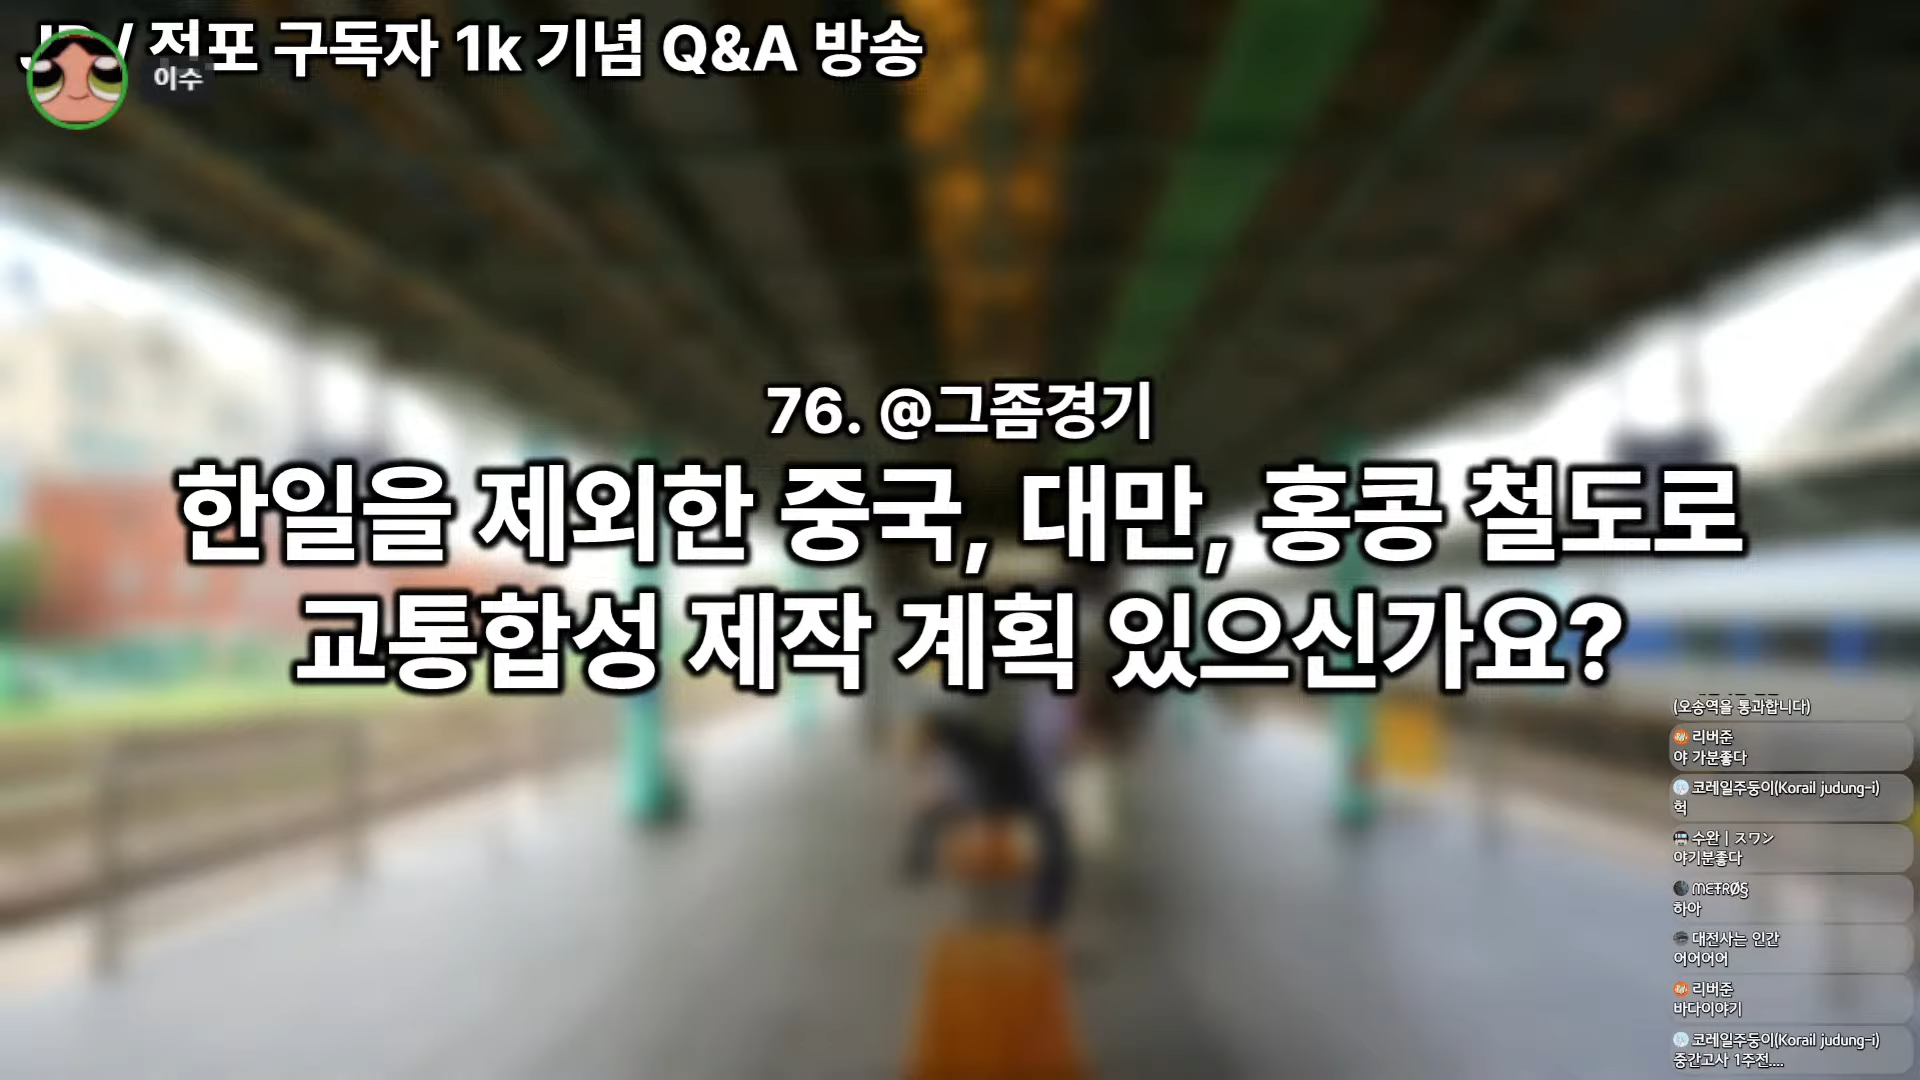 / 전포 구독자 1k 기념 Q&A 방송
이수
76. @그좀경기
한일을 제외한 중국, 대만, 홍콩 철도로
교통합성 제작 계획 있으신가요?
(오송역을 통과합니다)
리버준
야 가분좋다
코레일주둥이(Korail judung-i)
헉
수완 | スワン
야기분좋다
ᗰ€ŦRØ§
하아
대전사는 인간
어어어어
리버준
바다이야기
코레일주둥이(Korail judung-i)
중간고사 1주전....